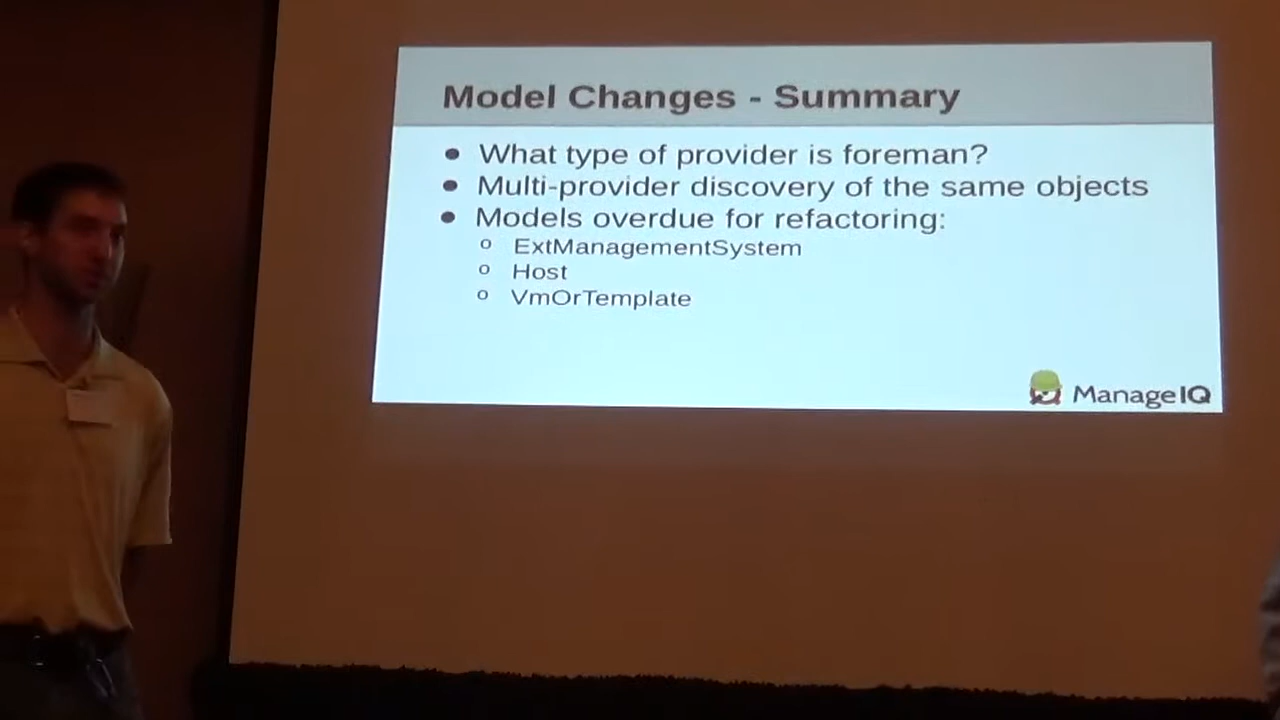 Model Changes - Summary
● What type of provider is foreman?
● Multi-provider discovery of the same objects
● Models overdue for refactoring:
o ExtManagementSystem
o Host
o VmOrTemplate
ManageIQ